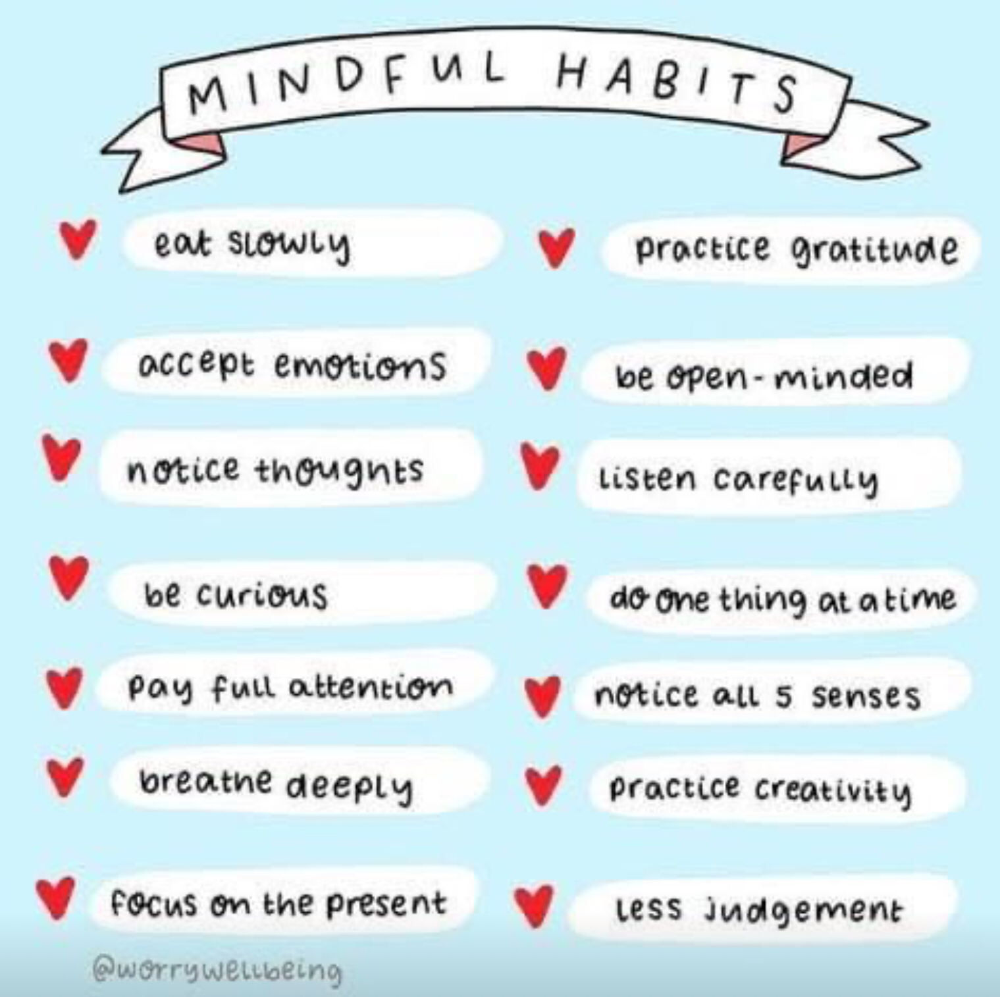 MINDFUL HABITS
eat slowly
practice gratitude
accept emotions
be open-minded
notice thoughts
listen carefully
be curious
do one thing at a time
pay full attention
notice all 5 senses
breathe deeply
practice creativity
focus on the present
less judgement
@worrywellbeing